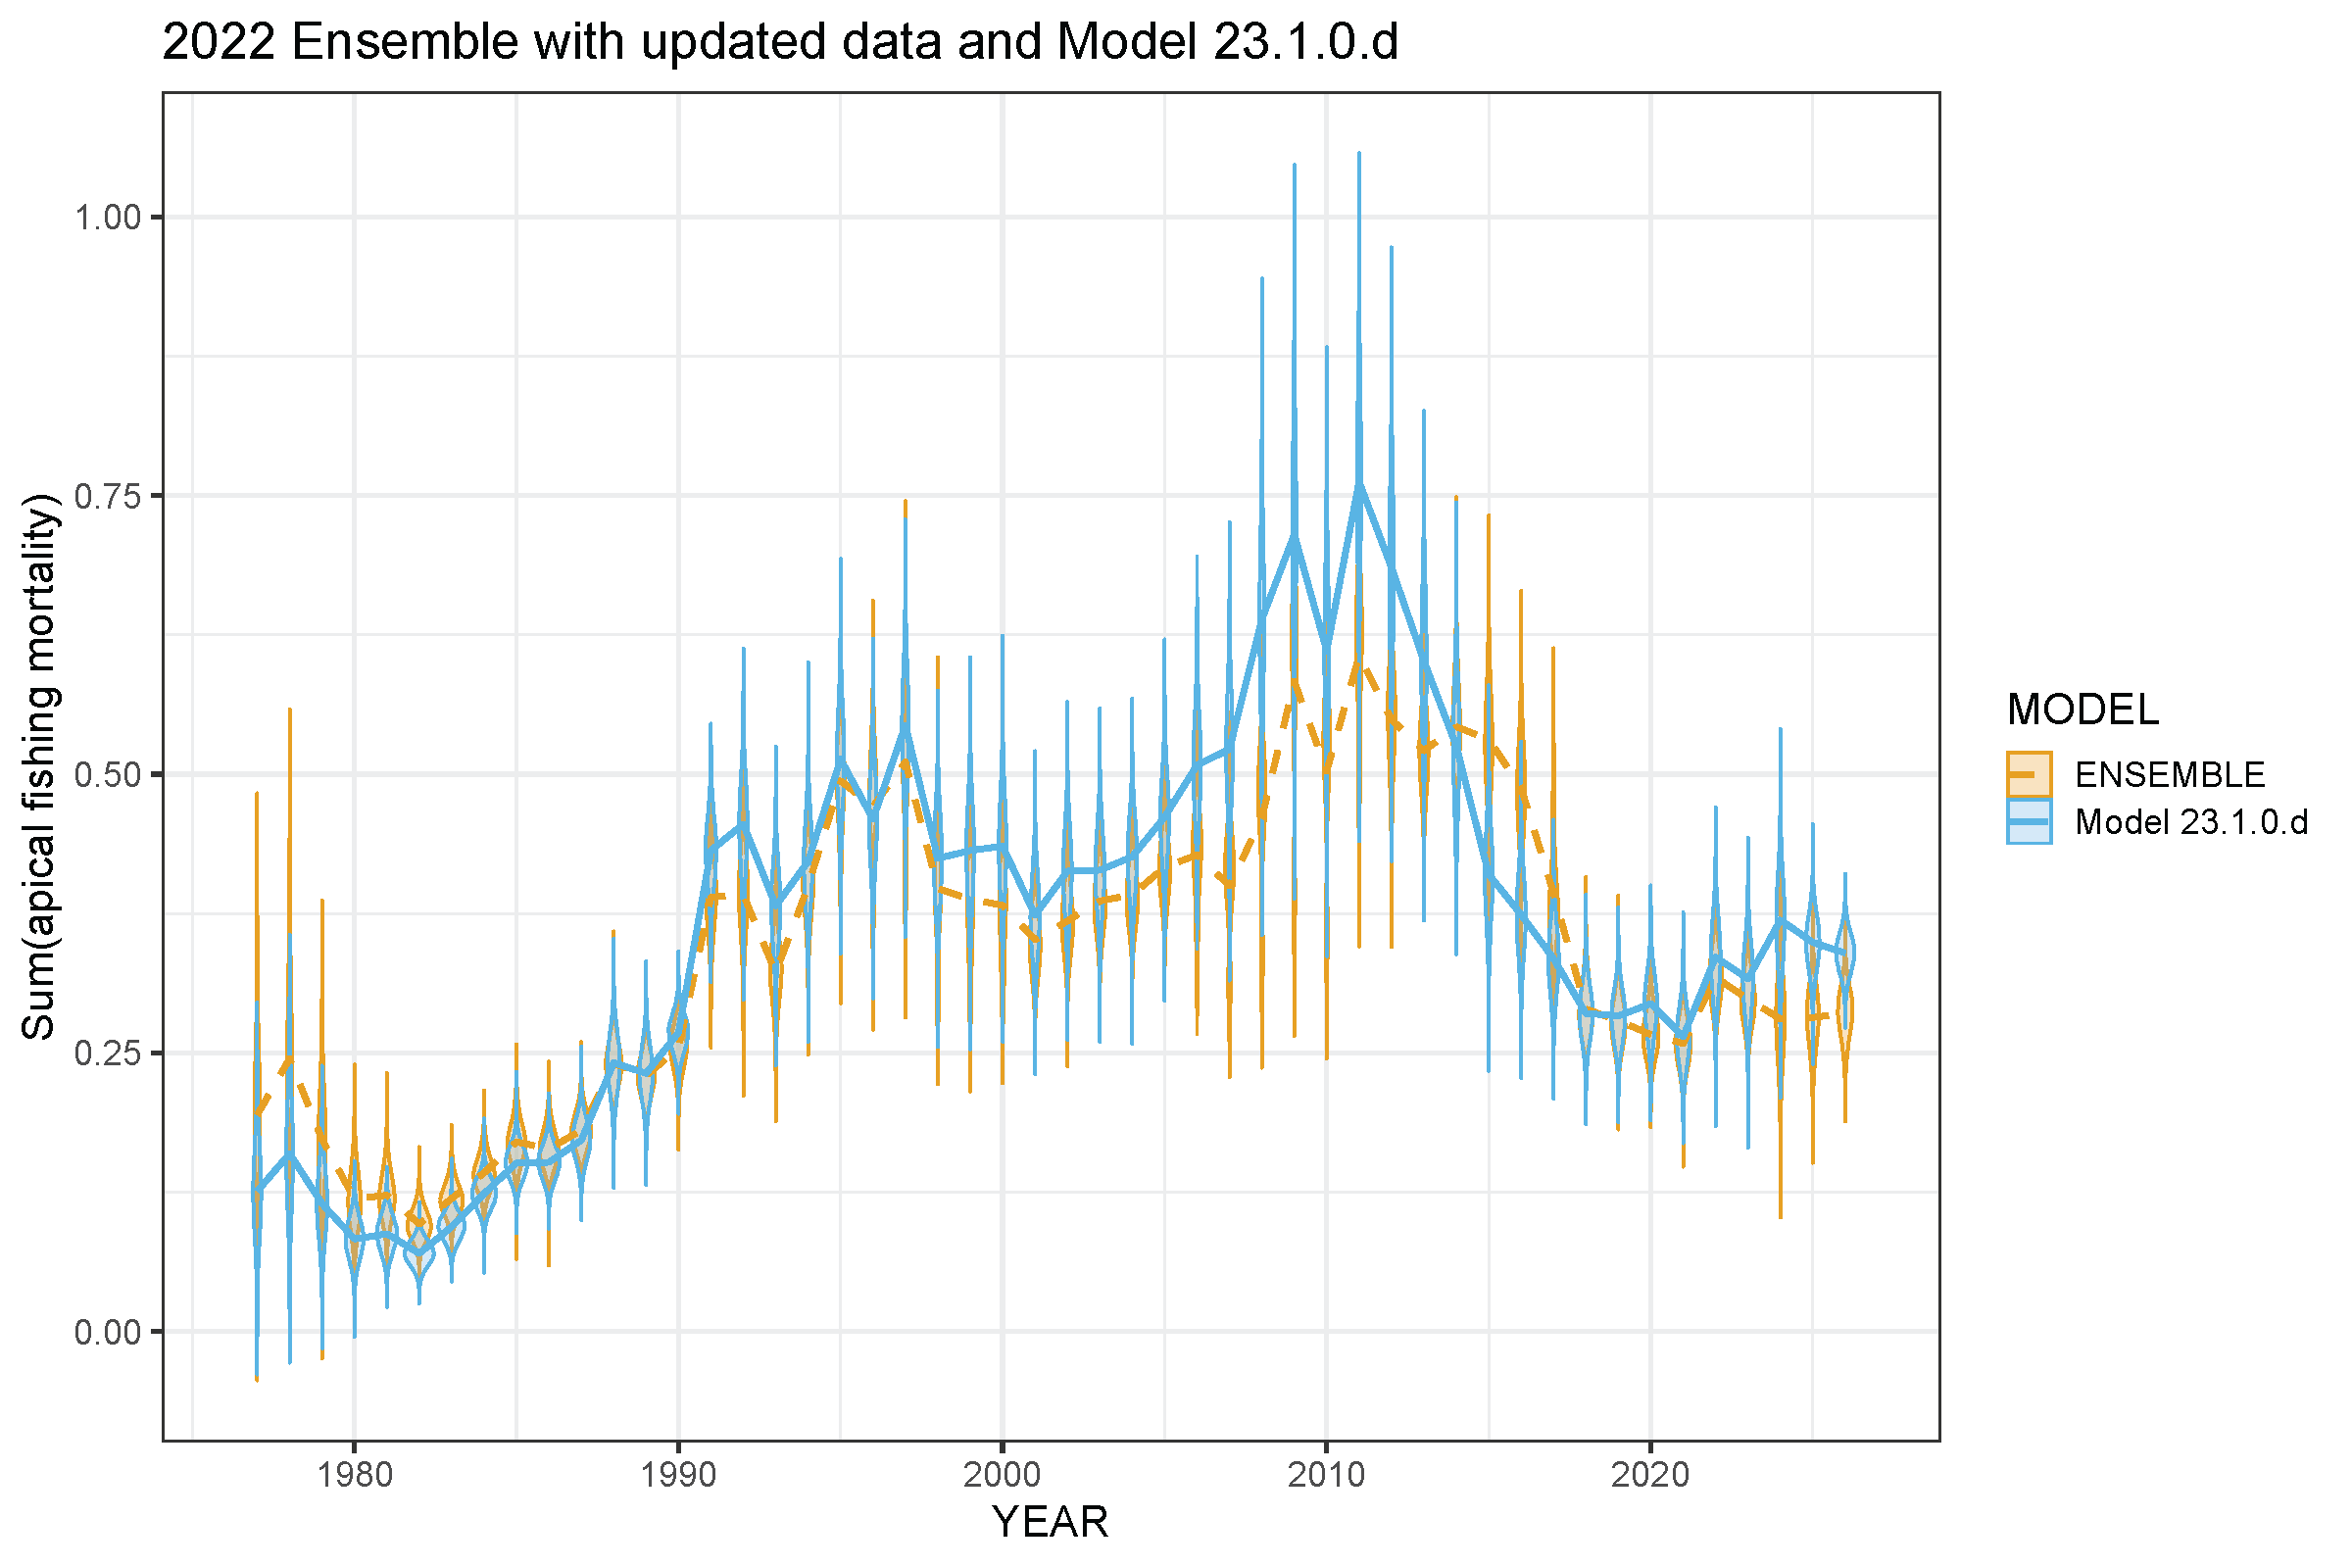 2022 Ensemble with updated data and Model 23.1.0.d
Sum(apical fishing mortality)
1.00
0.75
0.50
0.25
0.00
1980 1990 2000 2010 2020
YEAR
MODEL
ENSEMBLE
Model 23.1.0.d